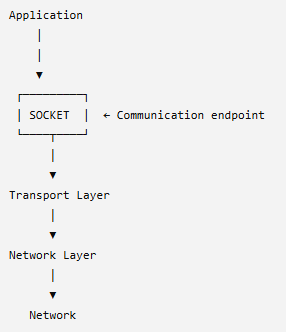 Application
SOCKET ← Communication endpoint
Transport Layer
Network Layer
Network